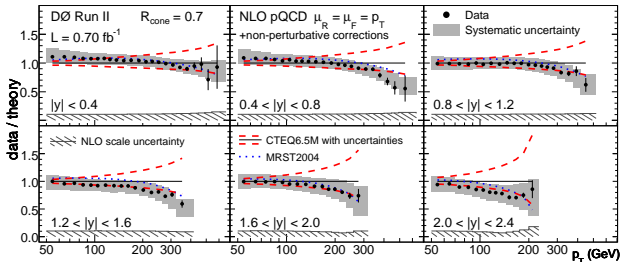 DØ Run II R_cone = 0.7
L = 0.70 fb⁻¹
|y| < 0.4
NLO pQCD μ_R = μ_F = p_T
+non-perturbative corrections
0.4 < |y| < 0.8
Data
Systematic uncertainty
0.8 < |y| < 1.2
1.5
1.0
0.5
data / theory
NLO scale uncertainty
1.2 < |y| < 1.6
CTEQ6.5M with uncertainties
MRST2004
1.6 < |y| < 2.0
2.0 < |y| < 2.4
1.5
1.0
0.5
0.0
50 100 200 300
50 100 200 300
50 100 200 300
p_T (GeV)